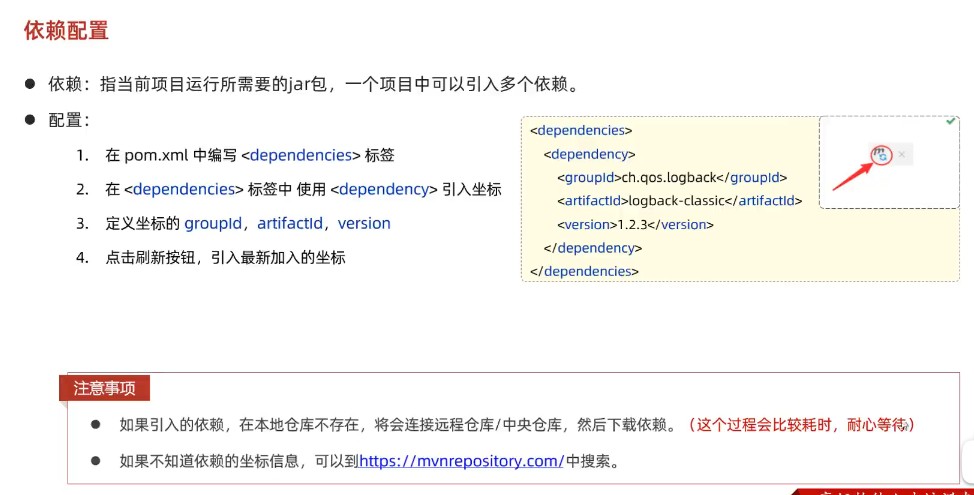 依赖配置
依赖：指当前项目运行所需要的jar包，一个项目中可以引入多个依赖。
配置：
1. 在 pom.xml 中编写 <dependencies> 标签
2. 在 <dependencies> 标签中 使用 <dependency> 引入坐标
3. 定义坐标的 groupId，artifactId，version
4. 点击刷新按钮，引入最新加入的坐标
<dependencies>
<dependency>
<groupId>ch.qos.logback</groupId>
<artifactId>logback-classic</artifactId>
<version>1.2.3</version>
</dependency>
</dependencies>
注意事项
如果引入的依赖，在本地仓库不存在，将会连接远程仓库/中央仓库，然后下载依赖。（这个过程会比较耗时，耐心等待）
如果不知道依赖的坐标信息，可以到https://mvnrepository.com/中搜索。